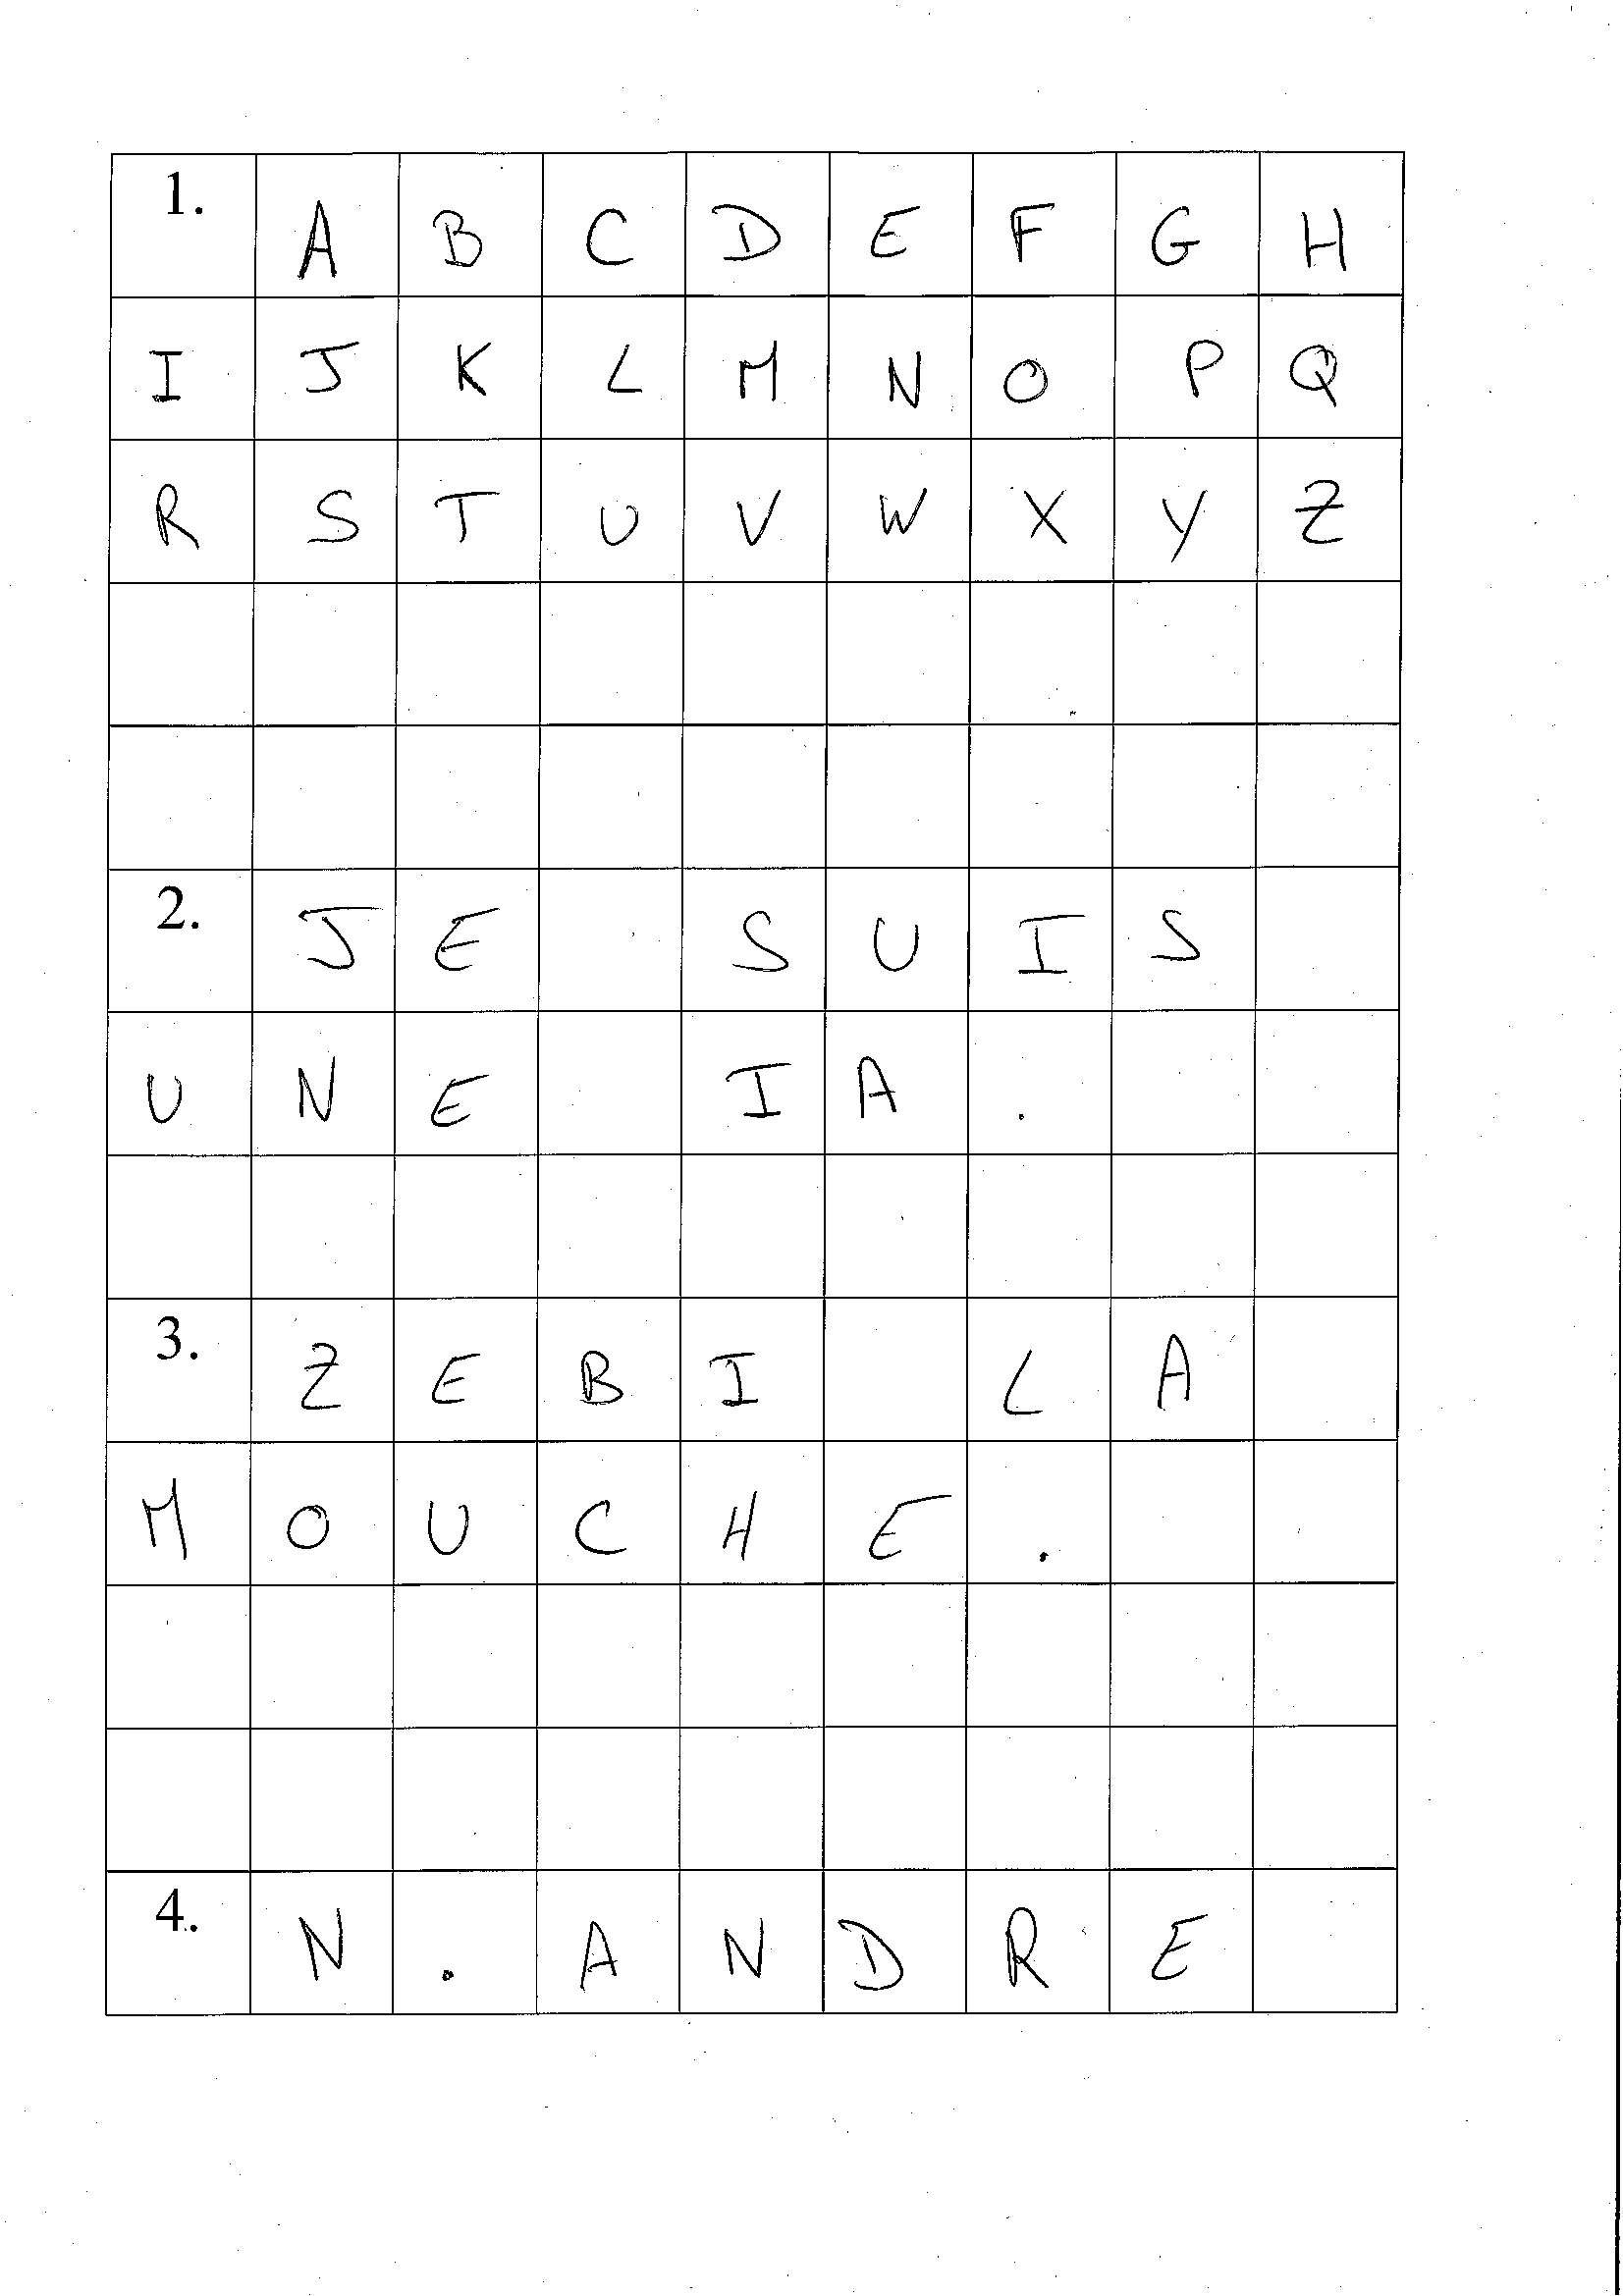 1. A B C D E F G H
I J K L M N O P Q
R S T U V W X Y Z
2. J E S U I S
U N E I A .
3. Z E B I L A
M O U C H E .
4. N . A N D R E